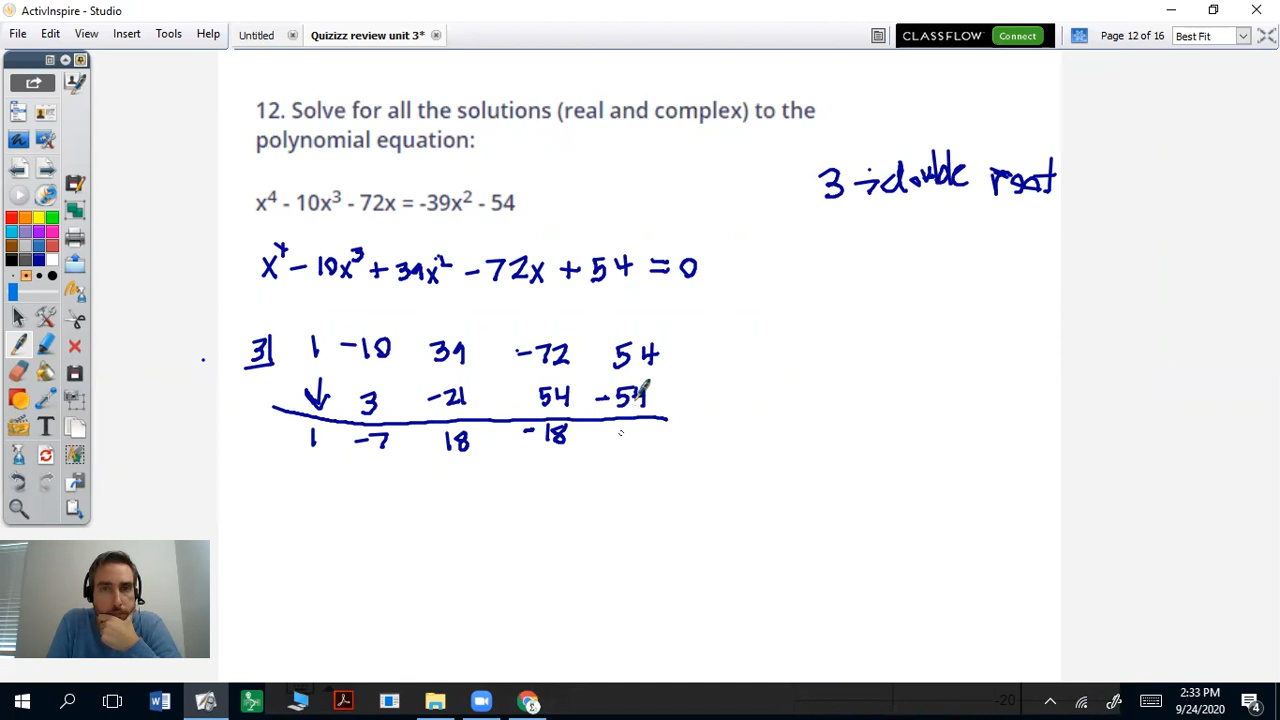 ActivInspire - Studio
File Edit View Insert Tools Help Untitled Quizizz review unit 3* CLASSFLOW Connect Page 12 of 16 Best Fit
12. Solve for all the solutions (real and complex) to the
polynomial equation:
x⁴ - 10x³ - 72x = -39x² - 54
3 → double root
x⁴ - 10x³ + 39x² - 72x + 54 = 0
3| 1 -10 39 -72 54
↓ 3 -21 54 -54
1 -7 18 -18
-20
2:33 PM
9/24/2020
4